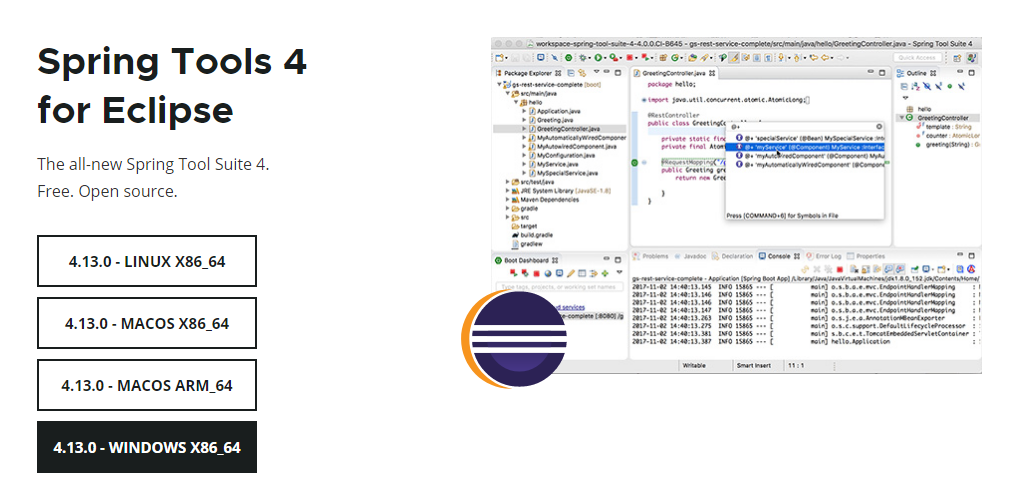 Spring Tools 4
for Eclipse
The all-new Spring Tool Suite 4.
Free. Open source.
4.13.0 - LINUX X86_64
4.13.0 - MACOS X86_64
4.13.0 - MACOS ARM_64
4.13.0 - WINDOWS X86_64
workspace-spring-tool-suite-4-4.0.0.CI-B645 - gs-rest-service-complete/src/main/java/hello/GreetingController.java - Spring Tool Suite 4
Quick Access
Package Explorer
gs-rest-service-complete [boot]
src/main/java
hello
Application.java
Greeting.java
GreetingController.java
MyAutomaticallyWiredComponent
MyAutowiredComponent.java
MyConfiguration.java
MyComponent.java
MySpecialService.java
src/test/java
JRE System Library [JavaSE-1.8]
Maven Dependencies
gradle
src
target
build.gradle
gradlew
GreetingController.java
package hello;
import java.util.concurrent.atomic.AtomicLong;
@RestController
public class GreetingController
private static fina
private final Atom
@RequestMapping("/
public Greeting gre
return new Gre
}
}
@+
@+ 'specialService' (@Bean) MySpecialService
@+ 'myService' (@Component) MyService
@+ 'myAutoWiredComponent' (@Component) MyAu
@+ 'myAutomaticallyWiredComponent' (@Compone
Press [COMMAND+6] for Symbols in File
Outline
hello
GreetingController
template : String
counter : AtomicLon
greeting(String) : G
Boot Dashboard
Type tags, projects, or working set names
-complete [:8080]
Problems
Javadoc
Declaration
Console
Error Log
Properties
gs-rest-service-complete - Application [Spring Boot App] /Library/Java/JavaVirtualMachines/jdk1.8.0_152.jdk/Contents/Home/
2017-11-02 14:40:13.145 INFO 15865 --- [ main] o.s.b.a.e.mvc.EndpointHandlerMapping :
2017-11-02 14:40:13.146 INFO 15865 --- [ main] o.s.b.a.e.mvc.EndpointHandlerMapping :
2017-11-02 14:40:13.146 INFO 15865 --- [ main] o.s.b.a.e.mvc.EndpointHandlerMapping :
2017-11-02 14:40:13.147 INFO 15865 --- [ main] o.s.b.a.e.mvc.EndpointHandlerMapping :
2017-11-02 14:40:13.263 INFO 15865 --- [ main] o.s.j.e.a.AnnotationMBeanExporter :
2017-11-02 14:40:13.275 INFO 15865 --- [ main] o.s.c.support.DefaultLifecycleProcessor :
2017-11-02 14:40:13.381 INFO 15865 --- [ main] s.b.c.e.t.TomcatEmbeddedServletContainer :
2017-11-02 14:40:13.387 INFO 15865 --- [ main] hello.Application :
Writable
Smart Insert
11 : 1